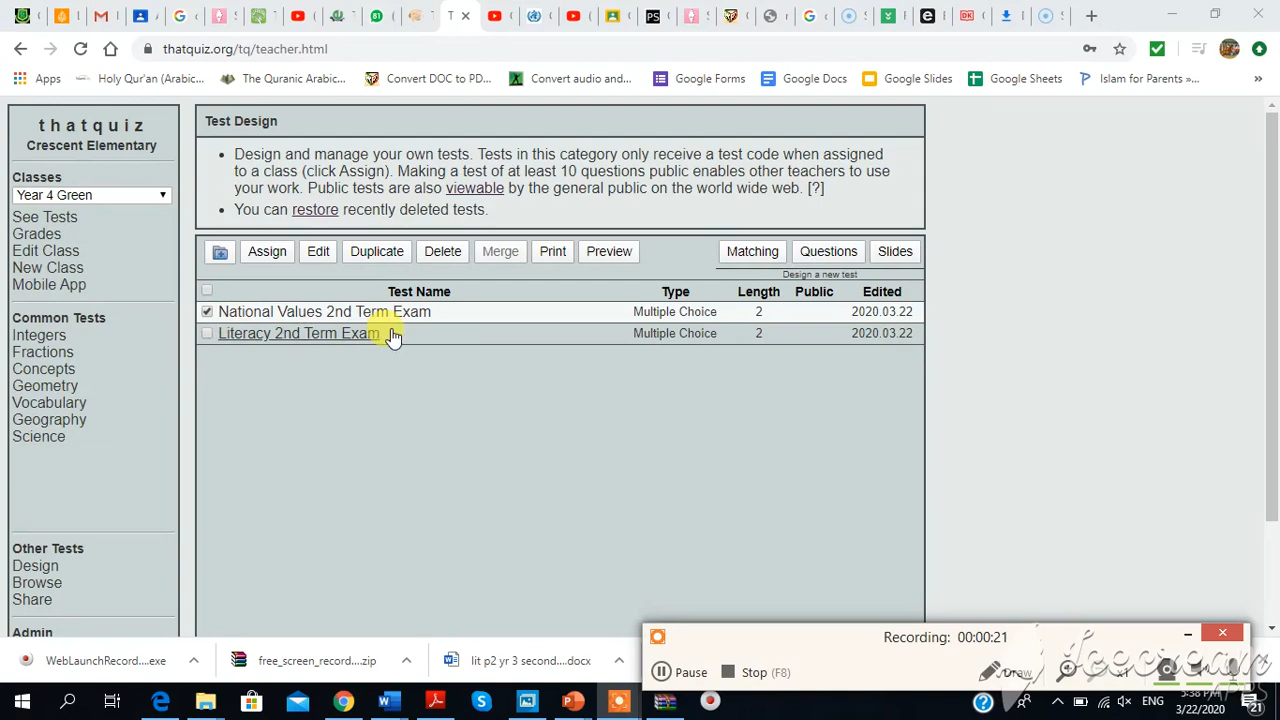 thatquiz.org/tq/teacher.html
Apps
Holy Qur'an (Arabic...
The Quranic Arabic...
Convert DOC to PD...
Convert audio and...
Google Forms
Google Docs
Google Slides
Google Sheets
Islam for Parents »...
»
thatquiz
Crescent Elementary
Classes
Year 4 Green
See Tests
Grades
Edit Class
New Class
Mobile App
Common Tests
Integers
Fractions
Concepts
Geometry
Vocabulary
Geography
Science
Other Tests
Design
Browse
Share
Admin
Test Design
• Design and manage your own tests. Tests in this category only receive a test code when assigned
to a class (click Assign). Making a test of at least 10 questions public enables other teachers to use
your work. Public tests are also viewable by the general public on the world wide web. [?]
• You can restore recently deleted tests.
Assign Edit Duplicate Delete Merge Print Preview Matching Questions Slides
Design a new test
Test Name Type Length Public Edited
National Values 2nd Term Exam Multiple Choice 2 2020.03.22
Literacy 2nd Term Exam Multiple Choice 2 2020.03.22
Recording: 00:00:21
Pause Stop (F8) Draw x1
Icecream
APPS
WebLaunchRecord....exe
free_screen_record....zip
lit p2 yr 3 second....docx
ENG
5:38 PM
3/22/2020
21